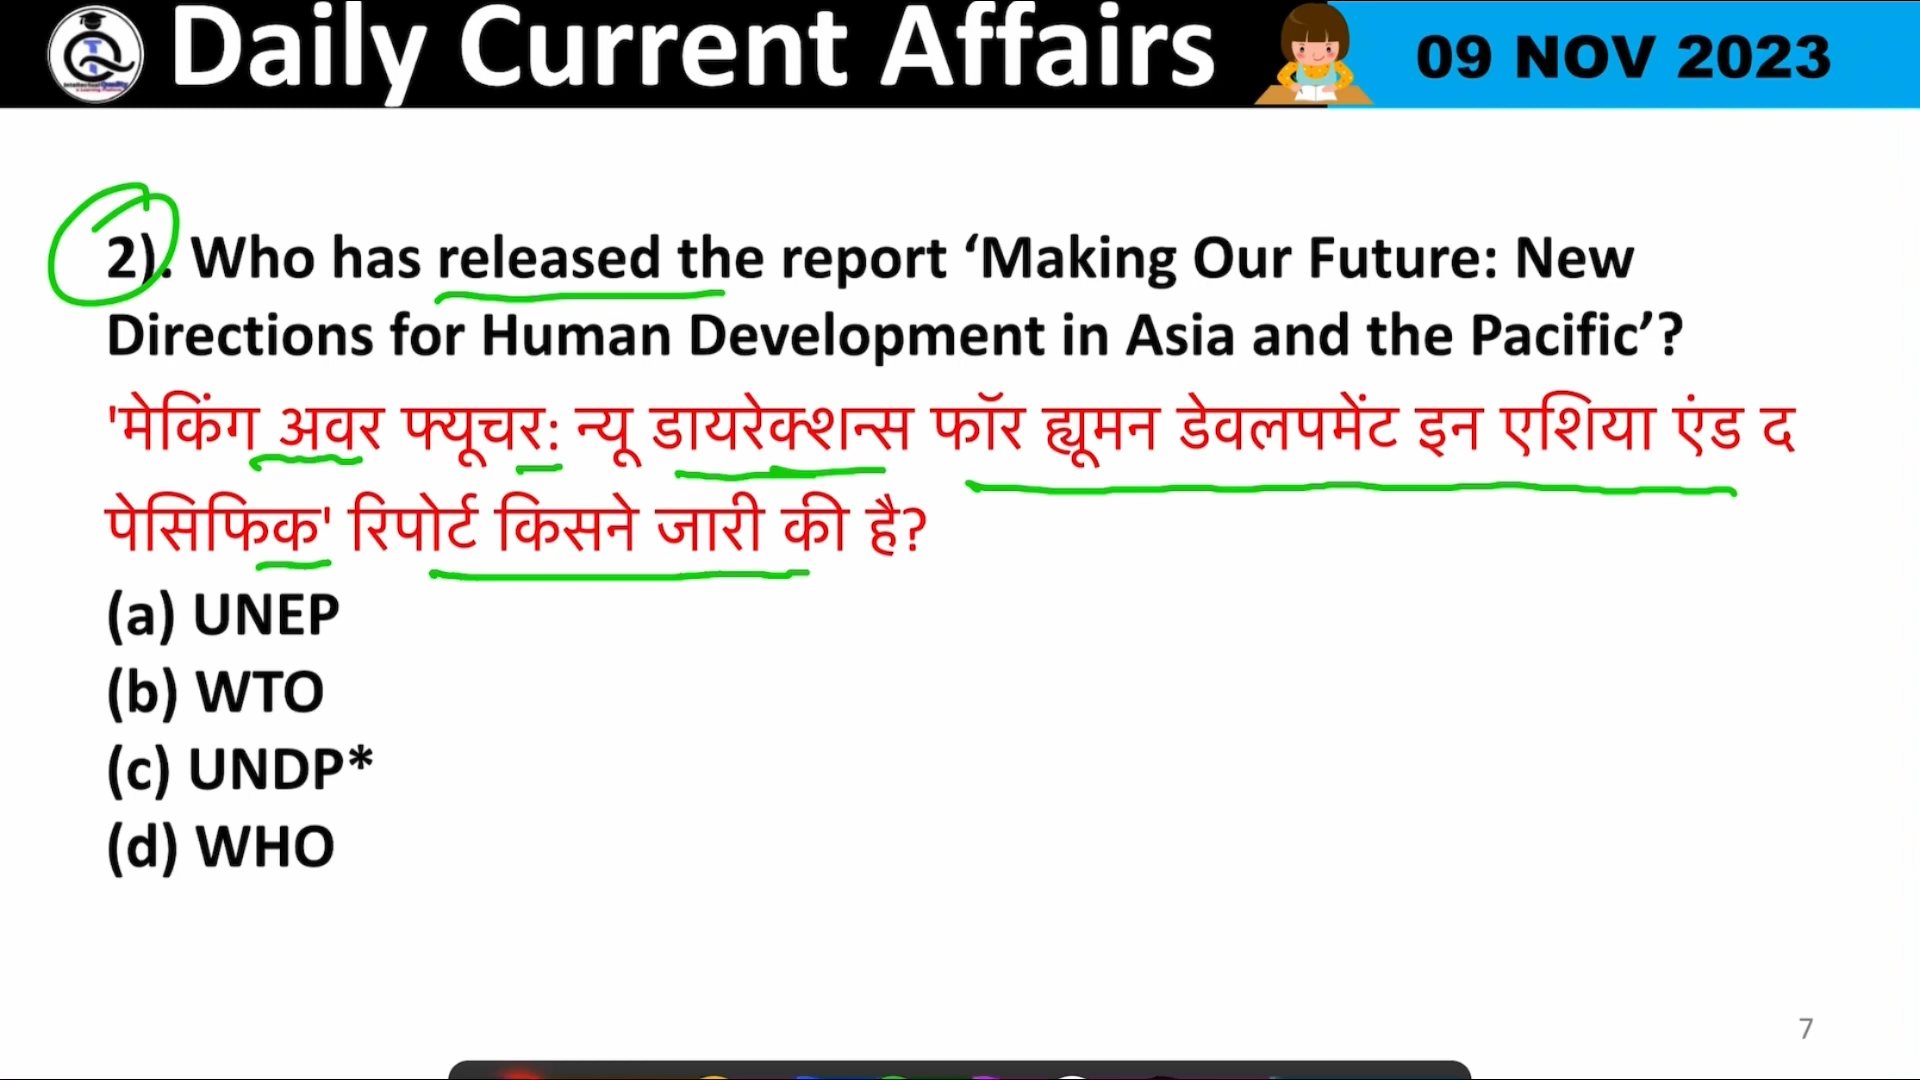 Daily Current Affairs
09 NOV 2023
2). Who has released the report ‘Making Our Future: New
Directions for Human Development in Asia and the Pacific’?
'मेकिंग अवर फ्यूचर: न्यू डायरेक्शन्स फॉर ह्यूमन डेवलपमेंट इन एशिया एंड द
पेसिफिक' रिपोर्ट किसने जारी की है?
(a) UNEP
(b) WTO
(c) UNDP*
(d) WHO
7